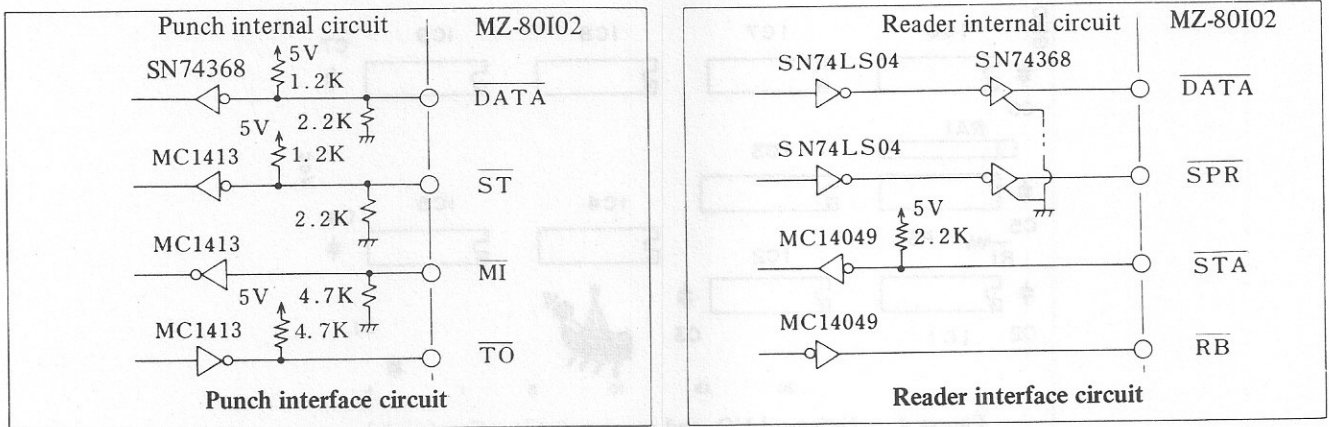 Punch internal circuit MZ-80I02
5V
SN74368 1.2K
DATA
5V 2.2K
MC1413 1.2K
ST
2.2K
MC1413
MI
5V 4.7K
MC1413 4.7K
TO
Punch interface circuit
Reader internal circuit MZ-80I02
SN74LS04 SN74368
DATA
SN74LS04
SPR
5V
MC14049 2.2K
STA
MC14049
RB
Reader interface circuit